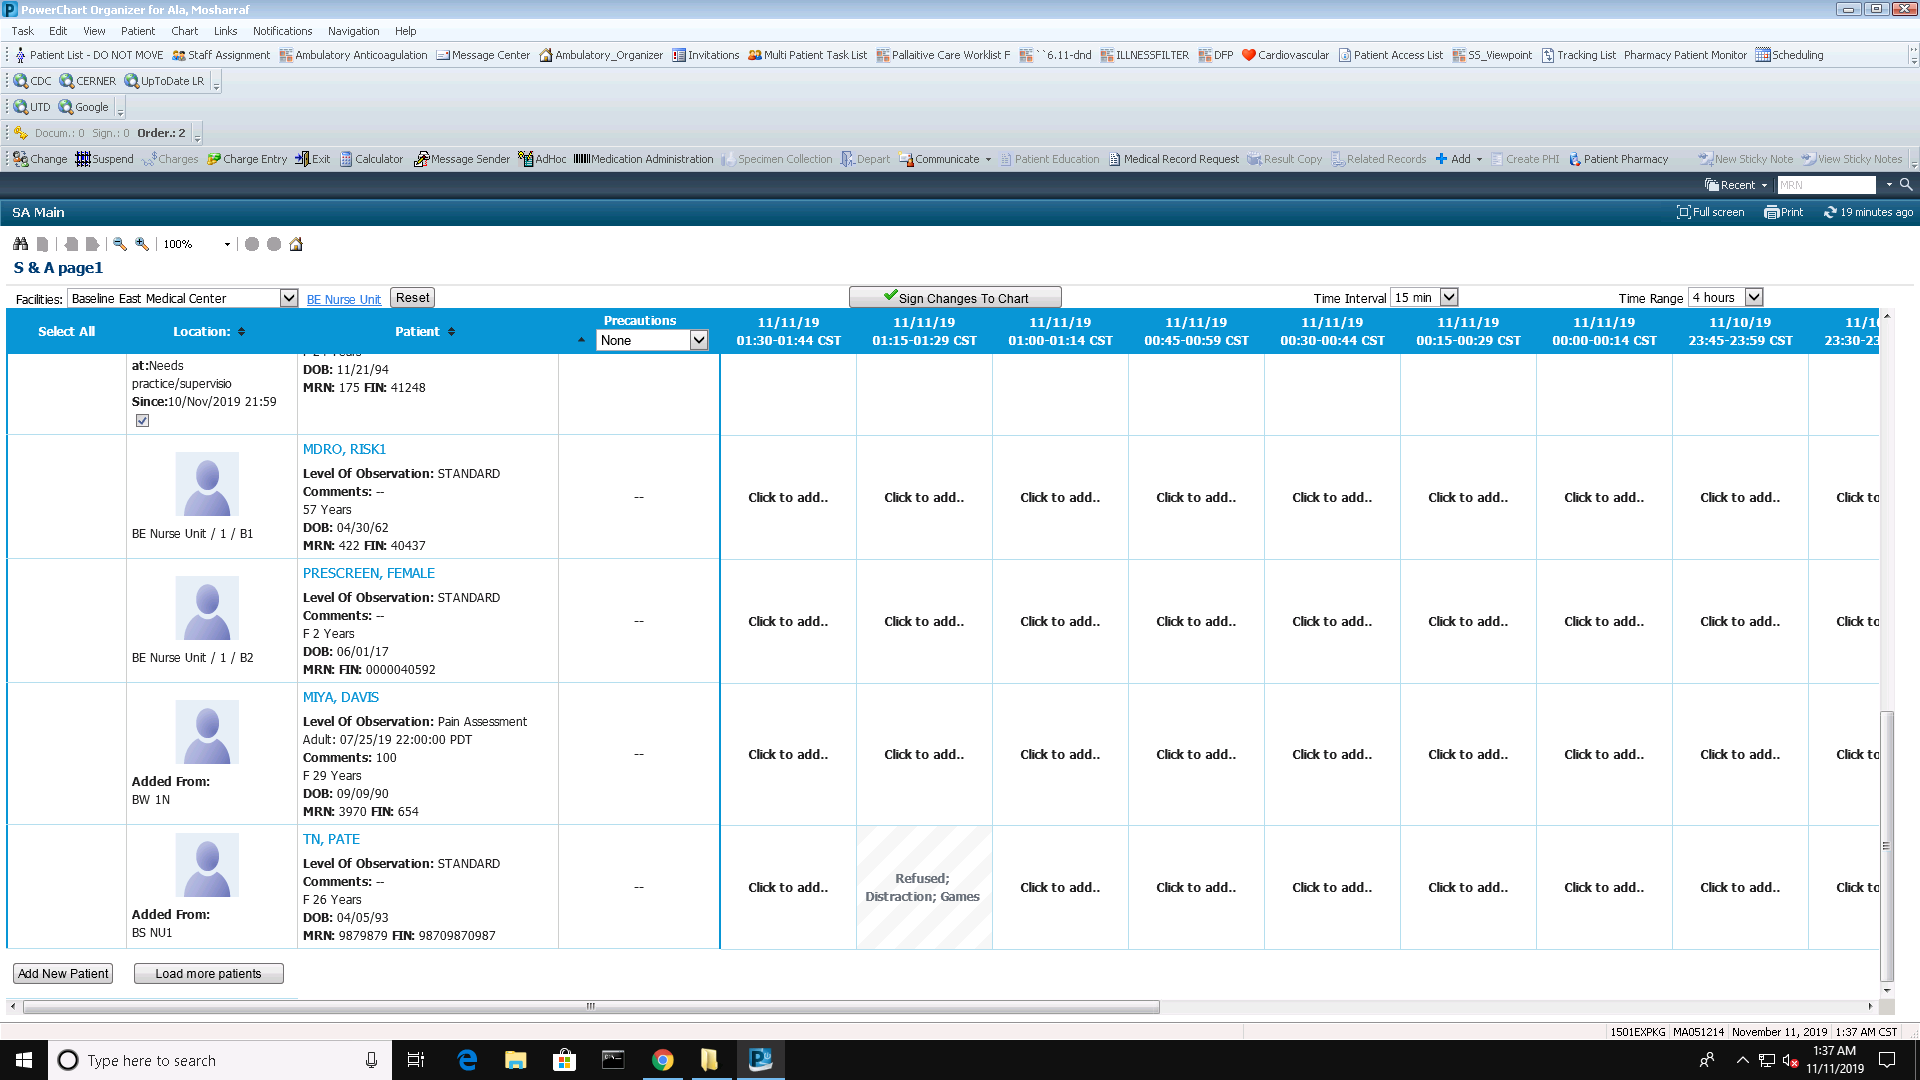 PowerChart Organizer for Ala, Mosharraf
Task Edit View Patient Chart Links Notifications Navigation Help
Patient List - DO NOT MOVE Staff Assignment Ambulatory Anticoagulation Message Center Ambulatory_Organizer Invitations Multi Patient Task List Pallaitive Care Worklist F ``6.11-dnd ILLNESSFILTER DFP Cardiovascular Patient Access List SS_Viewpoint Tracking List Pharmacy Patient Monitor Scheduling
CDC CERNER UpToDate LR
UTD Google
Docum.: 0 Sign.: 0 Order.: 2
Change Suspend Charges Charge Entry Exit Calculator Message Sender AdHoc Medication Administration Specimen Collection Depart Communicate Patient Education Medical Record Request Result Copy Related Records Add Create PHI Patient Pharmacy New Sticky Note View Sticky Notes
Recent MRN
SA Main Full screen Print 19 minutes ago
100%
S & A page1
Facilities: Baseline East Medical Center BE Nurse Unit Reset Sign Changes To Chart Time Interval 15 min Time Range 4 hours
Select All Location: Patient Precautions None
11/11/19 11/11/19 11/11/19 11/11/19 11/11/19 11/11/19 11/11/19 11/10/19
01:30-01:44 CST 01:15-01:29 CST 01:00-01:14 CST 00:45-00:59 CST 00:30-00:44 CST 00:15-00:29 CST 00:00-00:14 CST 23:45-23:59 CST
at:Needs
practice/supervisio
Since:10/Nov/2019 21:59
DOB: 11/21/94
MRN: 175 FIN: 41248
BE Nurse Unit / 1 / B1
MDRO, RISK1
Level Of Observation: STANDARD
Comments: --
57 Years
DOB: 04/30/62
MRN: 422 FIN: 40437
-- Click to add.. Click to add.. Click to add.. Click to add.. Click to add.. Click to add.. Click to add.. Click to add.. Click to
BE Nurse Unit / 1 / B2
PRESCREEN, FEMALE
Level Of Observation: STANDARD
Comments: --
F 2 Years
DOB: 06/01/17
MRN: FIN: 0000040592
-- Click to add.. Click to add.. Click to add.. Click to add.. Click to add.. Click to add.. Click to add.. Click to add.. Click to
Added From:
BW 1N
MIYA, DAVIS
Level Of Observation: Pain Assessment
Adult: 07/25/19 22:00:00 PDT
Comments: 100
F 29 Years
DOB: 09/09/90
MRN: 3970 FIN: 654
-- Click to add.. Click to add.. Click to add.. Click to add.. Click to add.. Click to add.. Click to add.. Click to add.. Click to
Added From:
BS NU1
TN, PATE
Level Of Observation: STANDARD
Comments: --
F 26 Years
DOB: 04/05/93
MRN: 9879879 FIN: 98709870987
-- Click to add.. Refused; Click to add.. Click to add.. Click to add.. Click to add.. Click to add.. Click to add.. Click to
Distraction; Games
Add New Patient Load more patients
1501EXPKG MA051214 November 11, 2019 1:37 AM CST
Type here to search
1:37 AM
11/11/2019